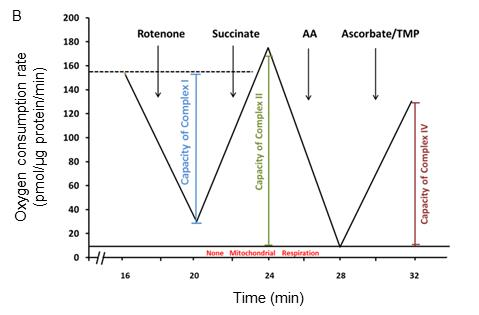 B
Rotenone Succinate AA Ascorbate/TMP
Oxygen consumption rate
(pmol/µg protein/min)
200
180
160
140
120
100
80
60
40
20
0
Capacity of Complex I
Capacity of Complex II
Capacity of Complex IV
None Mitochondrial Respiration
16 20 24 28 32
Time (min)